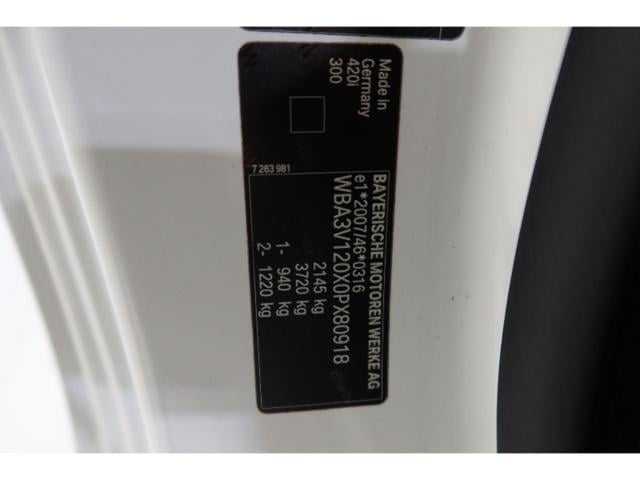 BAYERISCHE MOTOREN WERKE AG
e1*2007/46*0316
WBA3V120X0PX80918
2145 kg
3720 kg
1- 940 kg
2- 1220 kg
Made in
Germany
420i
300
7 263 981